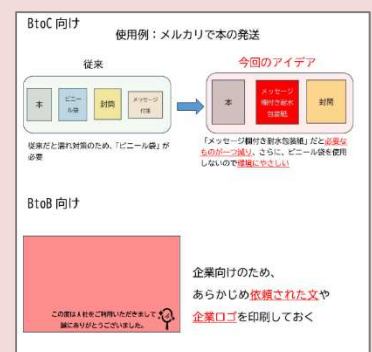 BtoC 向け
使用例：メルカリで本の発送
従来
今回のアイデア
本
ビニール袋
封筒
メッセージ付箋
本
メッセージ
欄付き耐水
包装紙
封筒
従来だと濡れ対策のため、「ビニール袋」が
必要
「メッセージ欄付き耐水包装紙」だと必要な
ものが一つ減り、さらに、ビニール袋を使用
しないので環境にやさしい
BtoB 向け
この度はA社をご利用いただきまして
誠にありがとうございました。
企業向けのため、
あらかじめ依頼された文や
企業ロゴを印刷しておく